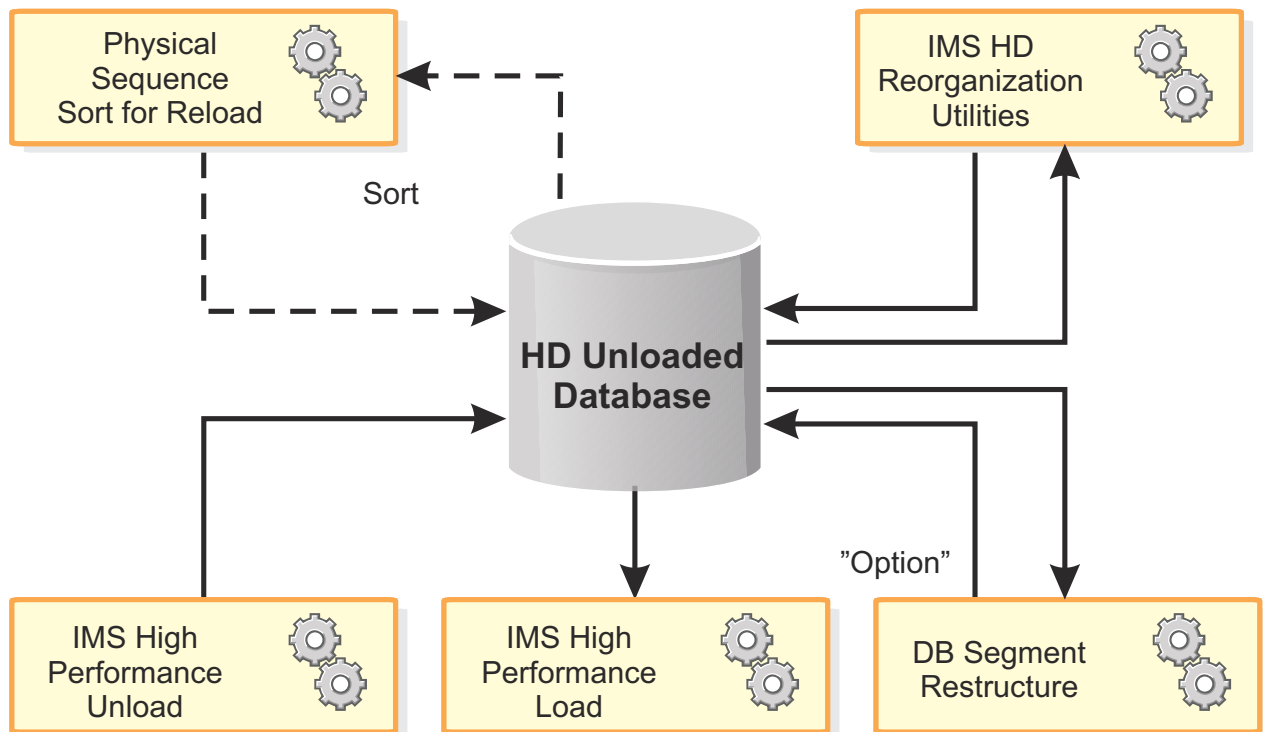 Physical
Sequence
Sort for Reload
IMS HD
Reorganization
Utilities
Sort
HD Unloaded
Database
”Option”
IMS High
Performance
Unload
IMS High
Performance
Load
DB Segment
Restructure